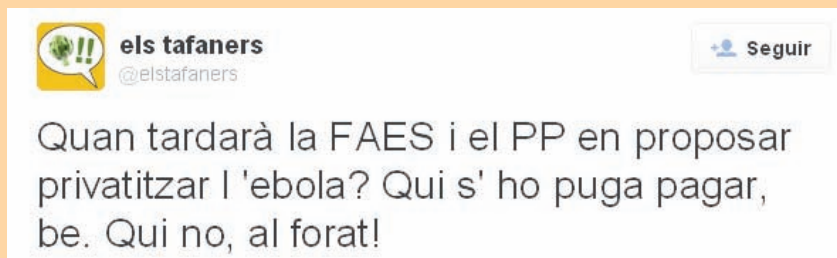 !!
els tafaners
@elstafaners
Seguir
Quan tardarà la FAES i el PP en proposar
privatitzar l 'ebola? Qui s' ho puga pagar,
be. Qui no, al forat!